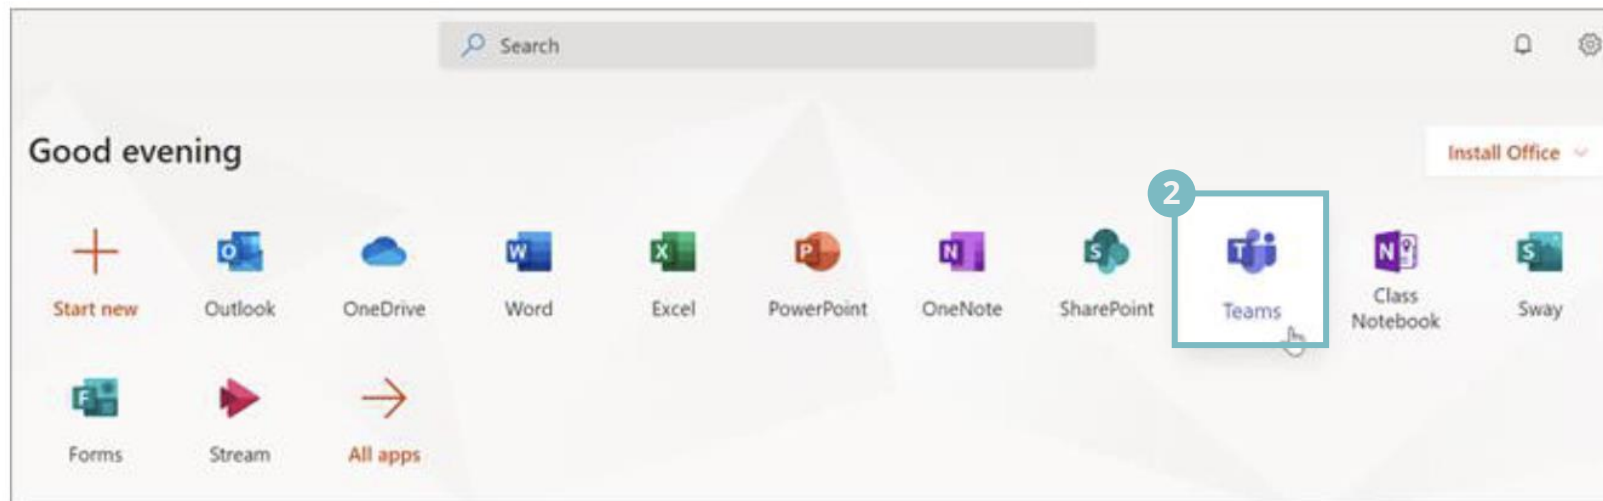 Search
Good evening
Install Office
2
Start new
Outlook
OneDrive
Word
Excel
PowerPoint
OneNote
SharePoint
Teams
Class
Notebook
Sway
Forms
Stream
All apps